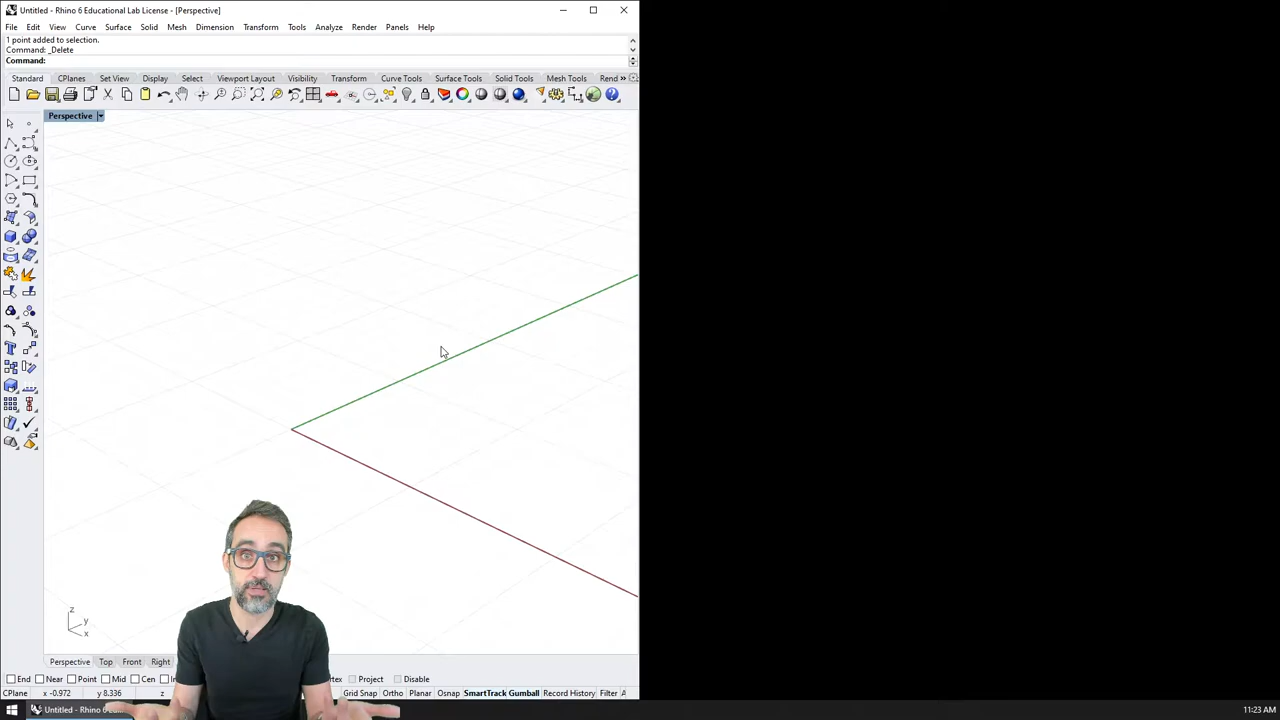 Untitled - Rhino 6 Educational Lab License - [Perspective]
File Edit View Curve Surface Solid Mesh Dimension Transform Tools Analyze Render Panels Help
1 point added to selection.
Command: _Delete
Command:
Standard CPlanes Set View Display Select Viewport Layout Visibility Transform Curve Tools Surface Tools Solid Tools Mesh Tools Rend »
Perspective
z
y
x
Perspective Top Front Right
End Near Point Mid Cen Project Disable
CPlane x -0.972 y 8.336 z Grid Snap Ortho Planar Osnap SmartTrack Gumball Record History Filter
Untitled - Rhino 6 E 11:23 AM